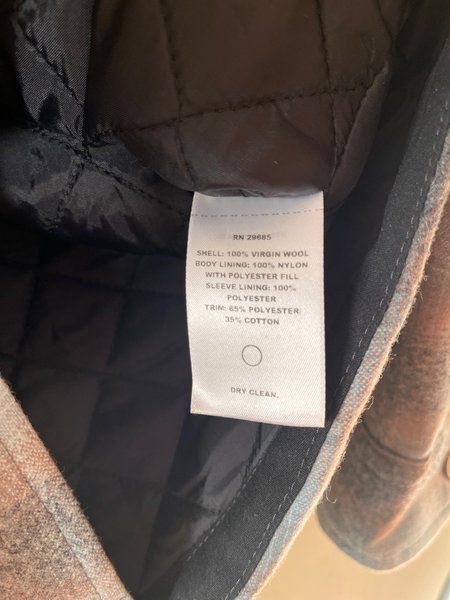 RN 29685
SHELL: 100% VIRGIN WOOL
BODY LINING: 100% NYLON
WITH POLYESTER FILL
SLEEVE LINING: 100%
POLYESTER
TRIM: 65% POLYESTER
35% COTTON
DRY CLEAN.